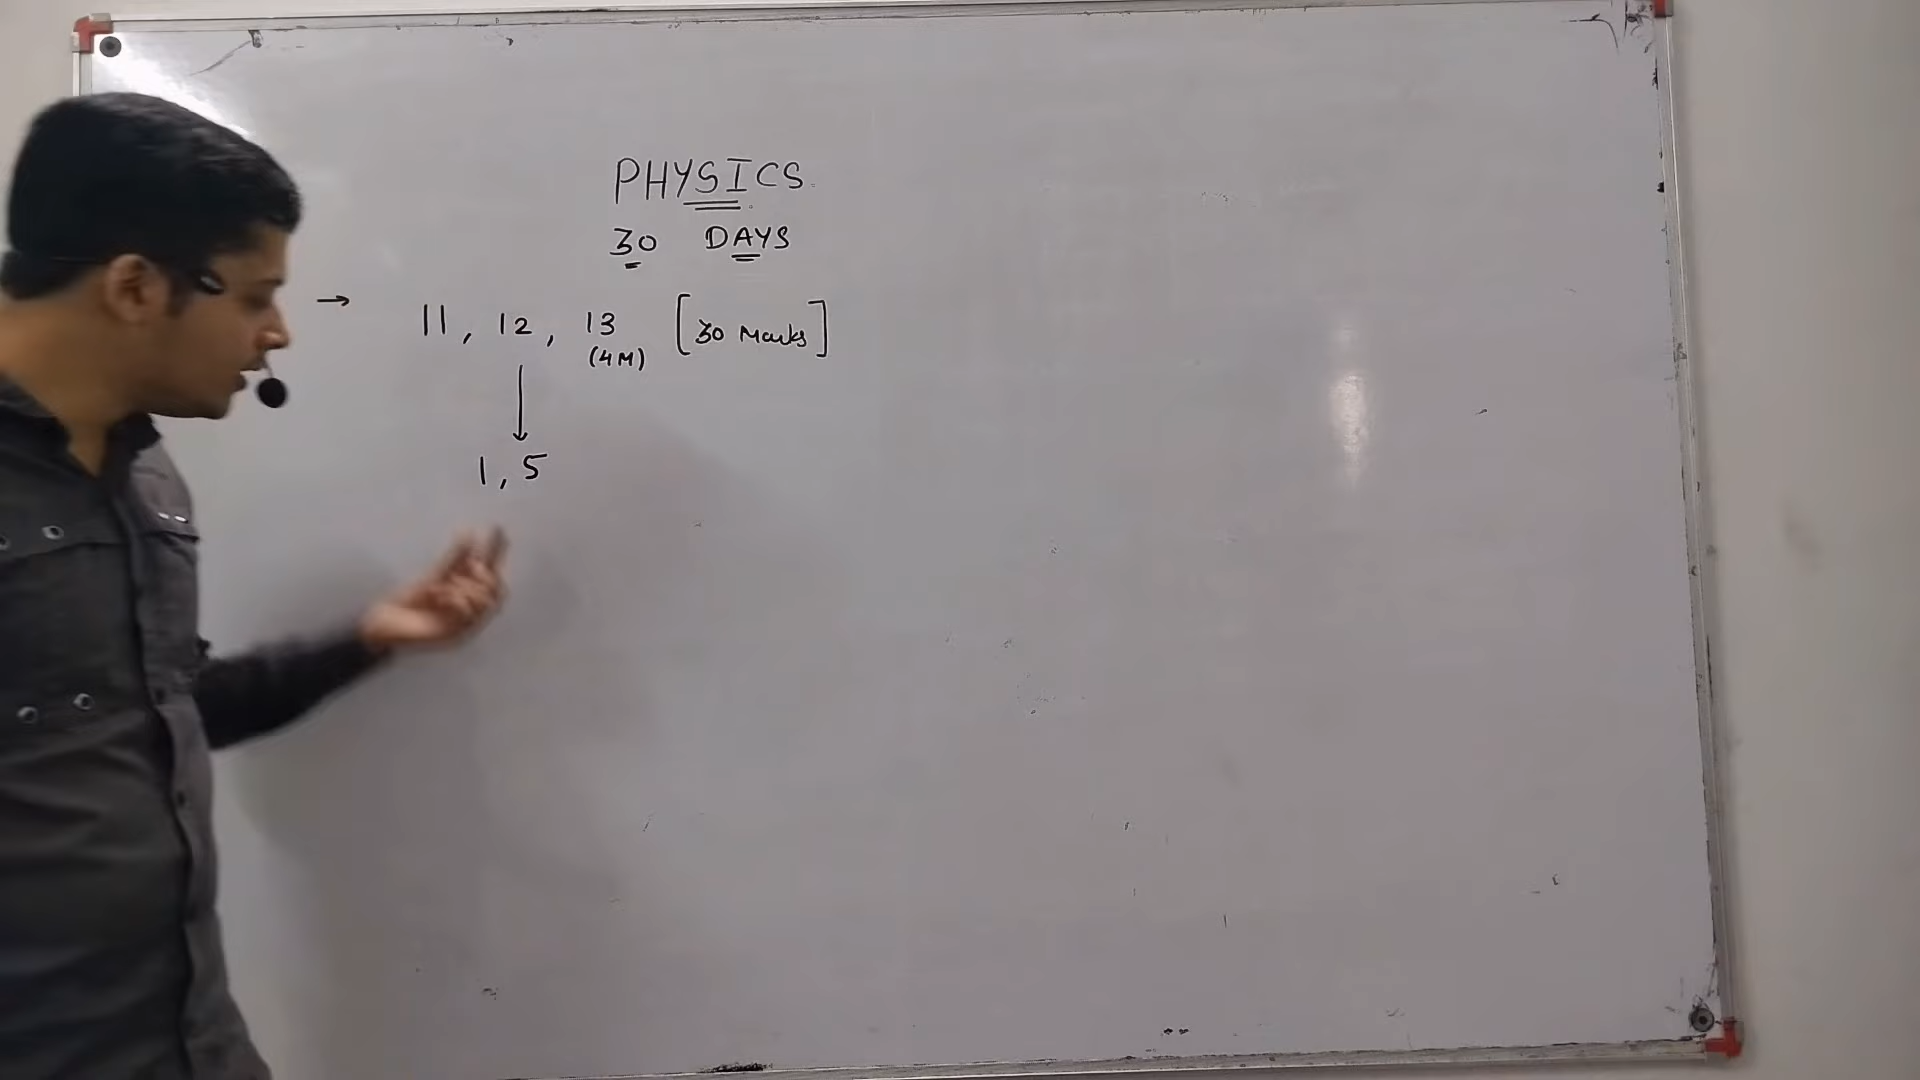 PHYSICS
30 DAYS
→ 11, 12, 13 [30 Marks]
(4M)
↓
1, 5